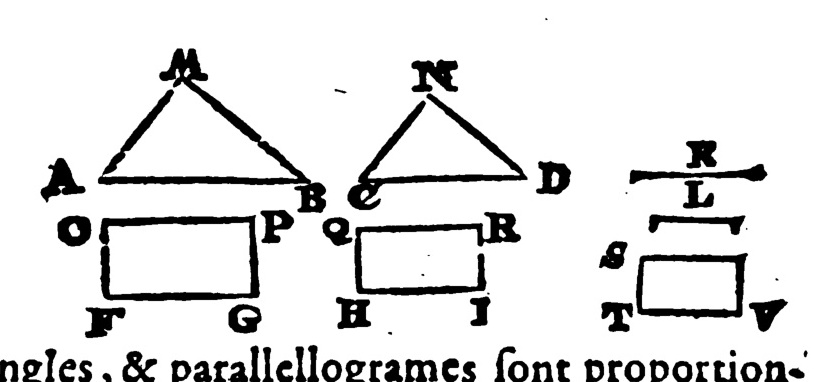 M N
A B C D K
L
O P Q R S
F G H I T V
ngles, & parallellogrames ſont proportion-